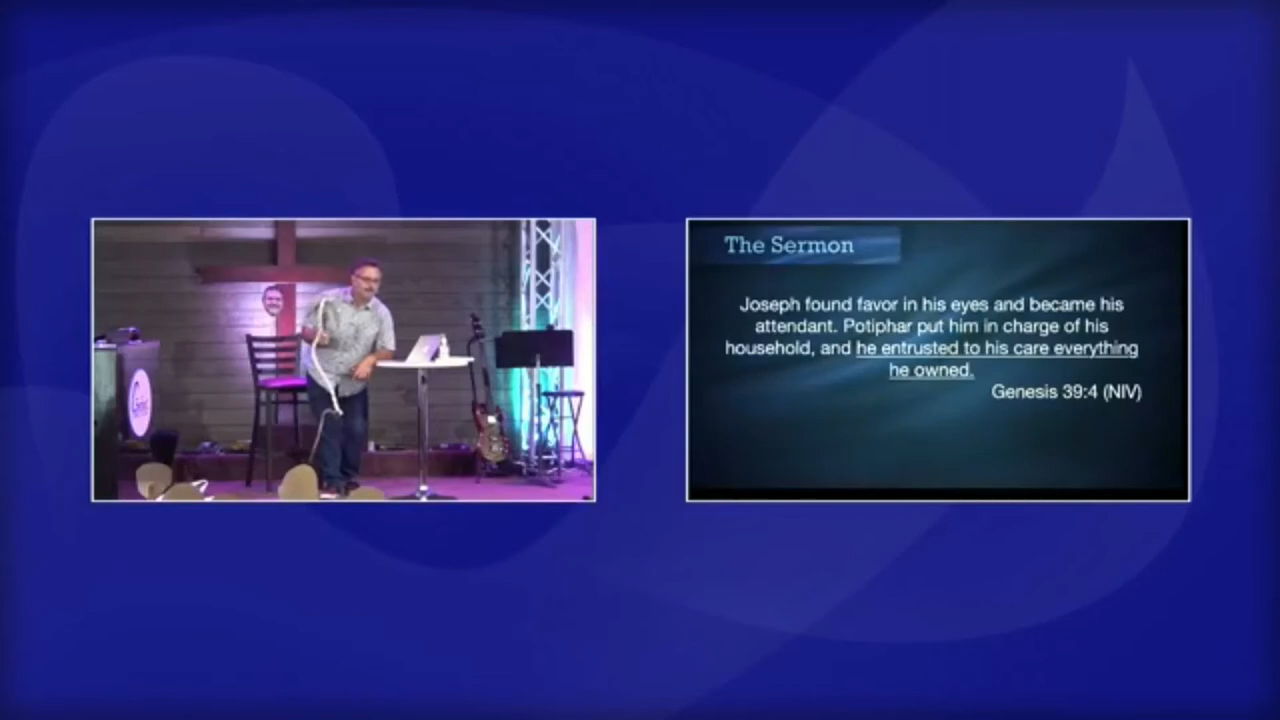 The Sermon
Joseph found favor in his eyes and became his
attendant. Potiphar put him in charge of his
household, and he entrusted to his care everything
he owned.
Genesis 39:4 (NIV)